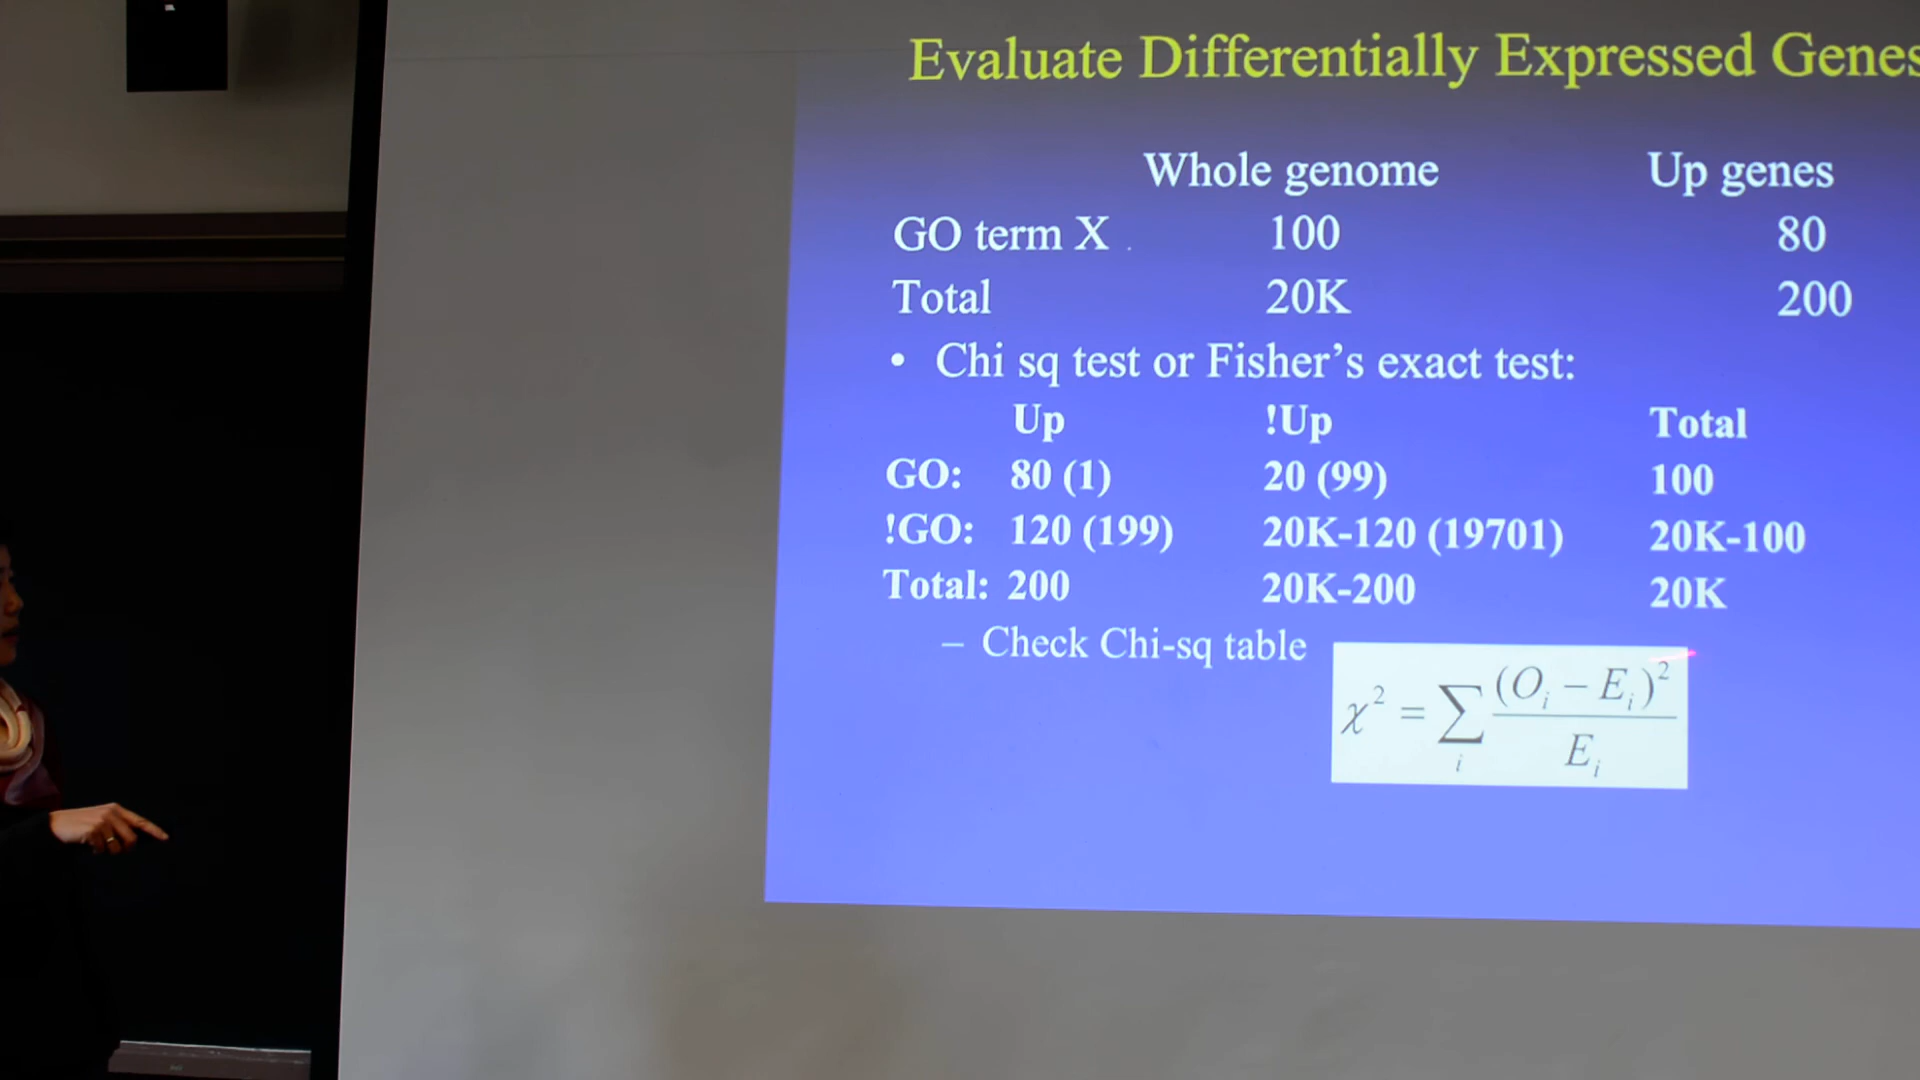 Evaluate Differentially Expressed Genes
Whole genome Up genes
GO term X 100 80
Total 20K 200
• Chi sq test or Fisher’s exact test:
Up !Up Total
GO: 80 (1) 20 (99) 100
!GO: 120 (199) 20K-120 (19701) 20K-100
Total: 200 20K-200 20K
– Check Chi-sq table
χ² = ∑ᵢ (Oᵢ – Eᵢ)² / Eᵢ